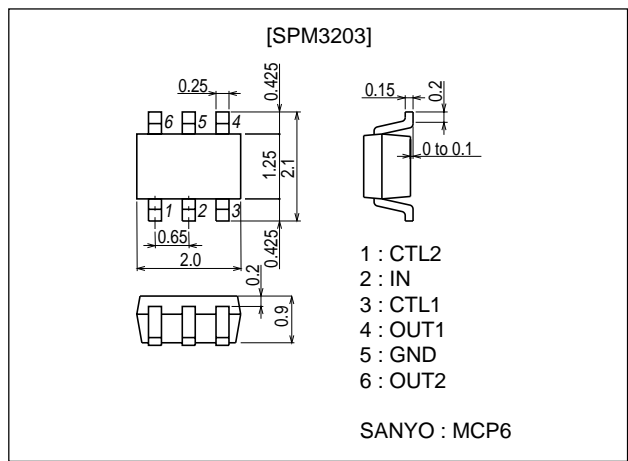 [SPM3203]
0.25
0.425
0.15
0.2
6 5 4
1.25
2.1
0 to 0.1
1 2 3
0.65
0.425
2.0
0.2
0.9
1 : CTL2
2 : IN
3 : CTL1
4 : OUT1
5 : GND
6 : OUT2
SANYO : MCP6